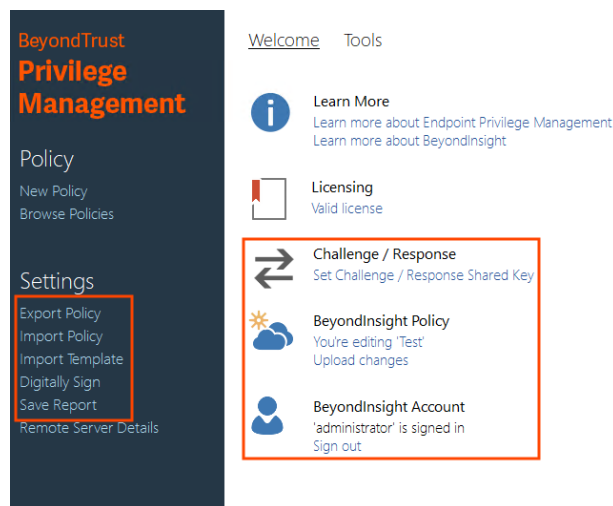 BeyondTrust
Privilege
Management
Policy
New Policy
Browse Policies
Settings
Export Policy
Import Policy
Import Template
Digitally Sign
Save Report
Remote Server Details
Welcome Tools
Learn More
Learn more about Endpoint Privilege Management
Learn more about BeyondInsight
Licensing
Valid license
Challenge / Response
Set Challenge / Response Shared Key
BeyondInsight Policy
You're editing 'Test'
Upload changes
BeyondInsight Account
'administrator' is signed in
Sign out